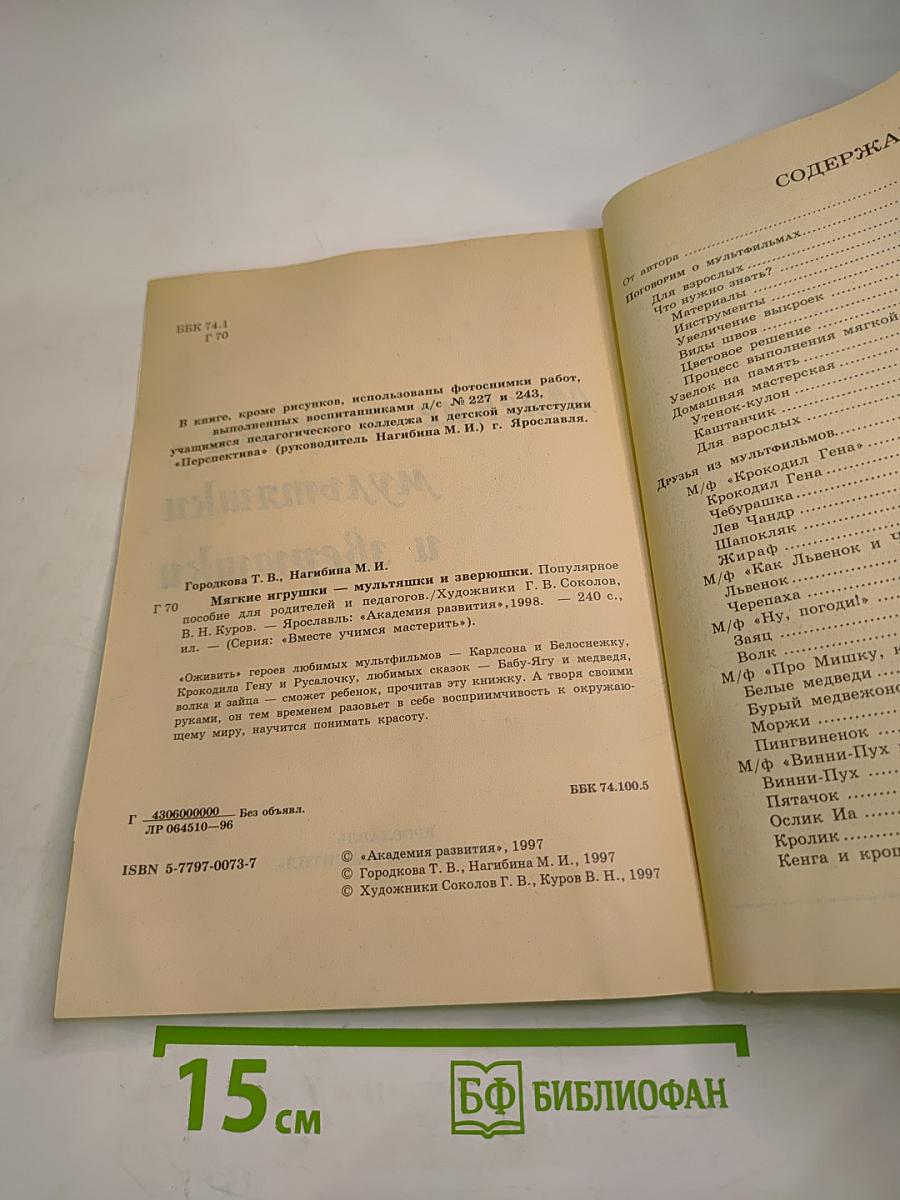 ББК 74.1
Г 70
В книге, кроме рисунков, использованы фотоснимки работ,
выполненных воспитанниками д/с № 227 и 243,
учащимися педагогического колледжа и детской мультстудии
«Перспектива» (руководитель Нагибина М. И.) г. Ярославля.
Городкова Т. В., Нагибина М. И.
Г 70 Мягкие игрушки — мультяшки и зверюшки. Популярное
пособие для родителей и педагогов./Художники Г. В. Соколов,
В. Н. Куров. — Ярославль: «Академия развития», 1998. — 240 с.,
ил. — (Серия: «Вместе учимся мастерить»).
«Оживить» героев любимых мультфильмов — Карлсона и Белоснежку,
Крокодила Гену и Русалочку, любимых сказок — Бабу-Ягу и медведя,
волка и зайца — сможет ребенок, прочитав эту книжку. А творя своими
руками, он тем временем разовьет в себе восприимчивость к окружаю-
щему миру, научится понимать красоту.
Г 4306000000 Без объявл.
ЛР 064510—96
ББК 74.100.5
ISBN 5-7797-0073-7
© «Академия развития», 1997
© Городкова Т. В., Нагибина М. И., 1997
© Художники Соколов Г. В., Куров В. Н., 1997
СОДЕРЖА
От автора
Поговорим о мультфильмах
Для взрослых
Что нужно знать?
Материалы
Инструменты
Увеличение выкроек
Виды швов
Цветовое решение
Процесс выполнения мягкой
Узелок на память
Домашняя мастерская
Утенок-кулон
Каштанчик
Для взрослых
Друзья из мультфильмов
М/ф «Крокодил Гена»
Крокодил Гена
Чебурашка
Лев Чандр
Шапокляк
Жираф
М/ф «Как Львенок и Ч
Львенок
Черепаха
М/ф «Ну, погоди!»
Заяц
Волк
М/ф «Про Мишку, к
Белые медведи
Бурый медвежоно
Моржи
Пингвиненок
М/ф «Винни-Пух
Винни-Пух
Пятачок
Ослик Иа
Кролик
Кенга и крош
15 см
БФ БИБЛИОФАН